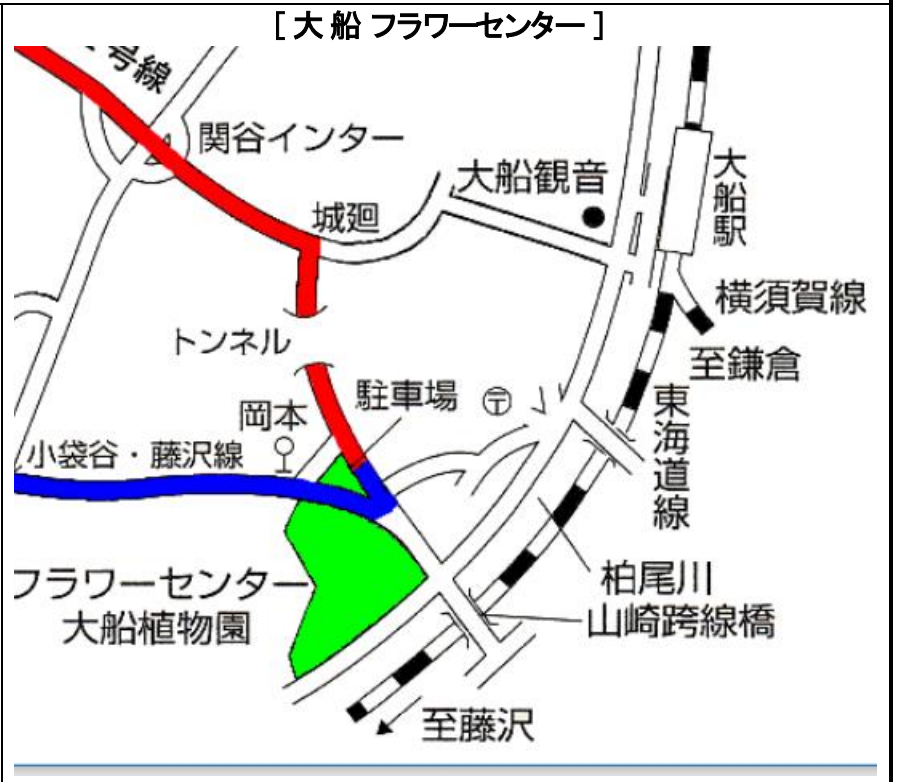 [大船 フラワーセンター]
号線
関谷インター
大船観音
大船駅
城廻
横須賀線
トンネル
至鎌倉
駐車場
〒
岡本
東海道線
小袋谷・藤沢線
フラワーセンター
大船植物園
柏尾川
山崎跨線橋
至藤沢